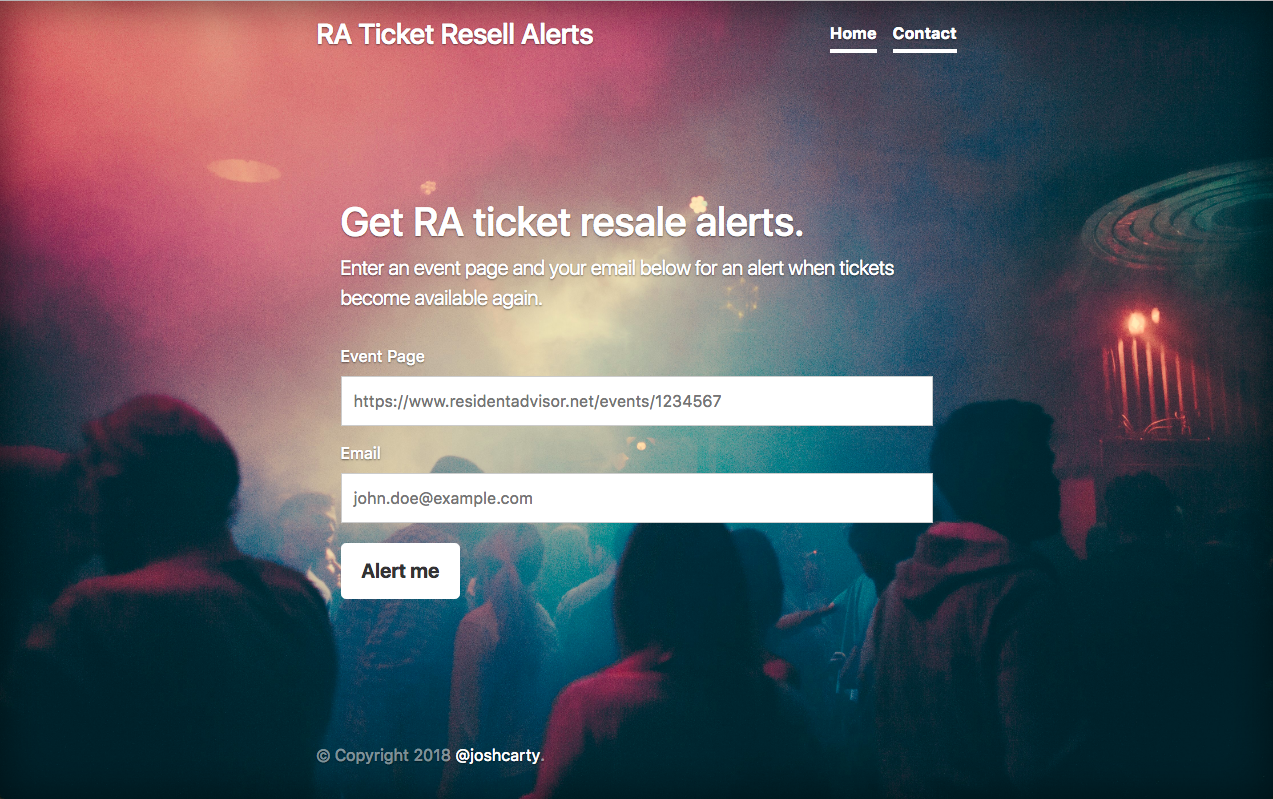 RA Ticket Resell Alerts
Home Contact
Get RA ticket resale alerts.
Enter an event page and your email below for an alert when tickets
become available again.
Event Page
https://www.residentadvisor.net/events/1234567
Email
john.doe@example.com
Alert me
© Copyright 2018 @joshcarty.